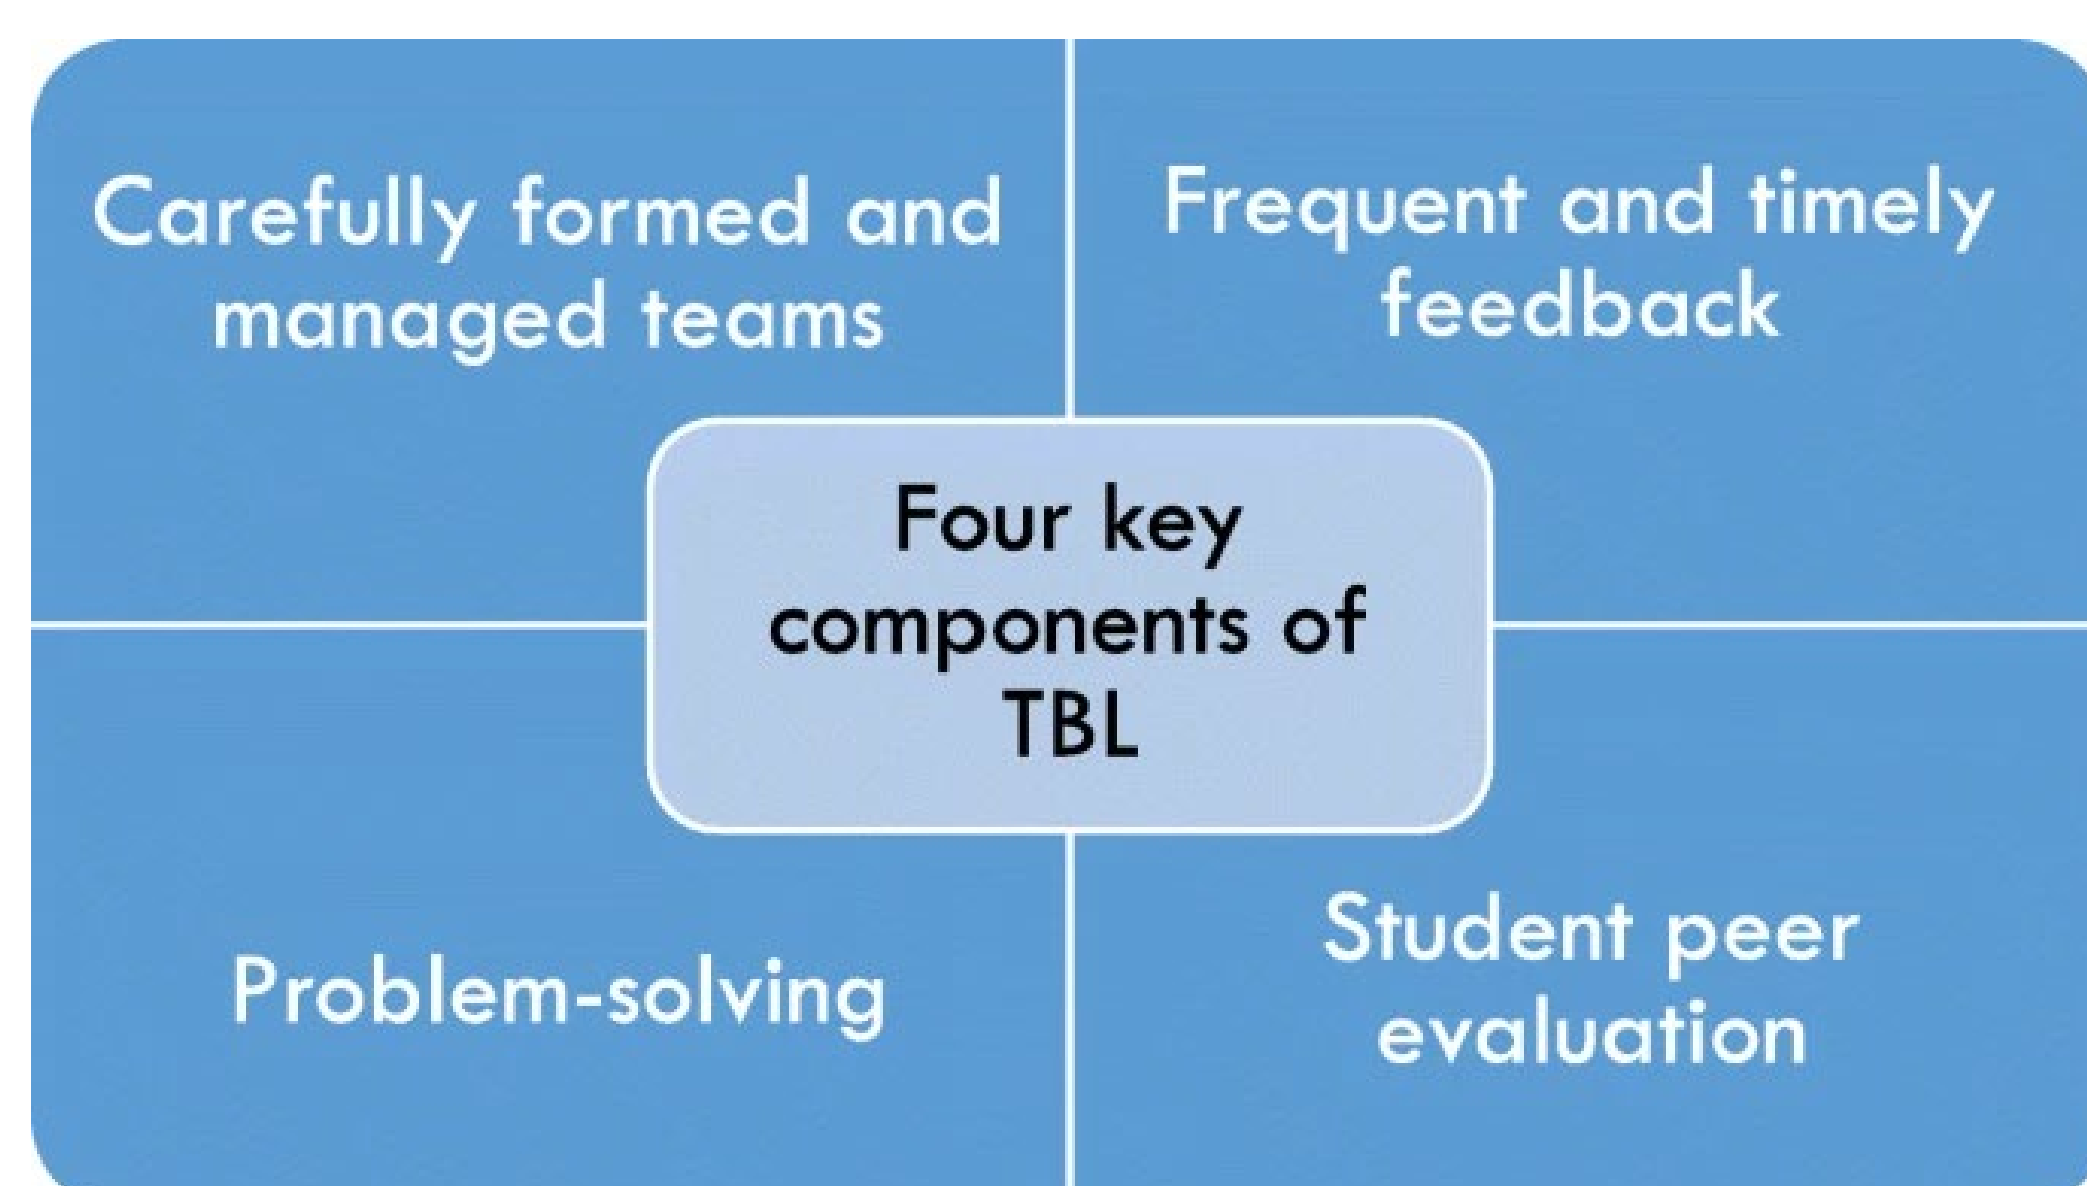 Carefully formed and
managed teams
Frequent and timely
feedback
Four key
components of
TBL
Problem-solving
Student peer
evaluation